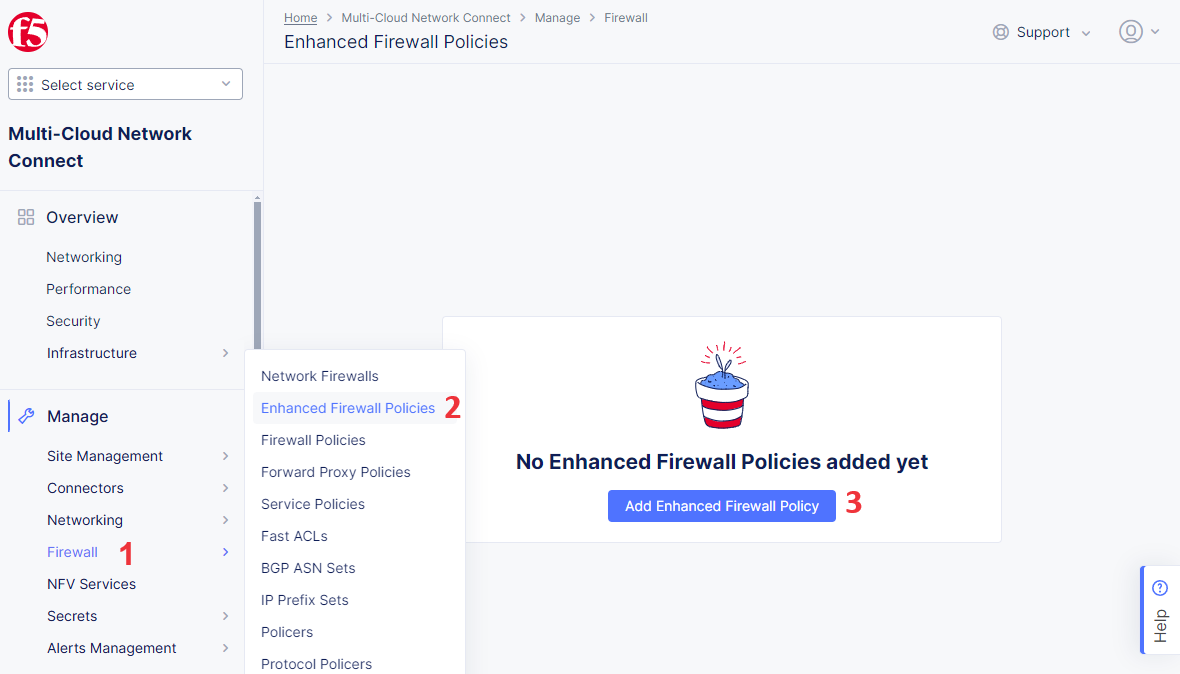 f5
Select service
Multi-Cloud Network
Connect
Overview
Networking
Performance
Security
Infrastructure
Manage
Site Management
Connectors
Networking
Firewall 1
NFV Services
Secrets
Alerts Management
Network Firewalls
Enhanced Firewall Policies 2
Firewall Policies
Forward Proxy Policies
Service Policies
Fast ACLs
BGP ASN Sets
IP Prefix Sets
Policers
Protocol Policers
Home > Multi-Cloud Network Connect > Manage > Firewall
Enhanced Firewall Policies
Support
No Enhanced Firewall Policies added yet
Add Enhanced Firewall Policy 3
? Help